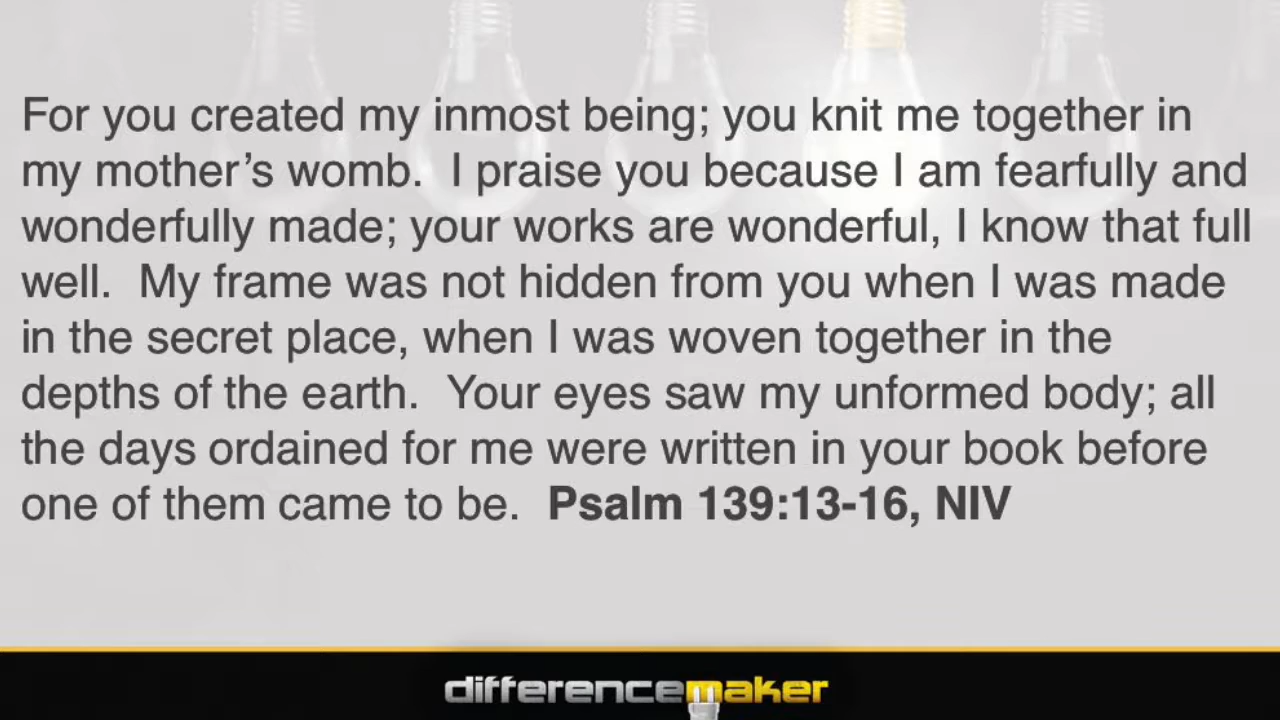 For you created my inmost being; you knit me together in
my mother’s womb.  I praise you because I am fearfully and
wonderfully made; your works are wonderful, I know that full
well.  My frame was not hidden from you when I was made
in the secret place, when I was woven together in the
depths of the earth.  Your eyes saw my unformed body; all
the days ordained for me were written in your book before
one of them came to be.  Psalm 139:13-16, NIV
differencemaker